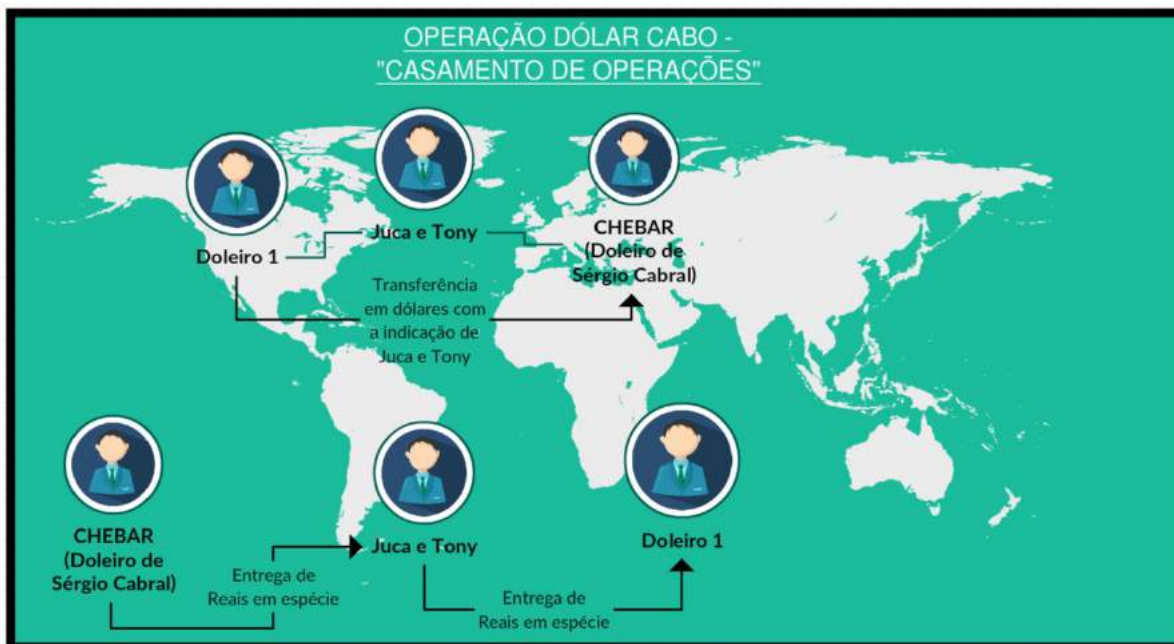 OPERAÇÃO DÓLAR CABO -
"CASAMENTO DE OPERAÇÕES"
Doleiro 1
Juca e Tony
CHEBAR
(Doleiro de
Sérgio Cabral)
Transferência
em dólares com
a indicação de
Juca e Tony
CHEBAR
(Doleiro de
Sérgio Cabral)
Entrega de
Reais em espécie
Juca e Tony
Entrega de
Reais em espécie
Doleiro 1